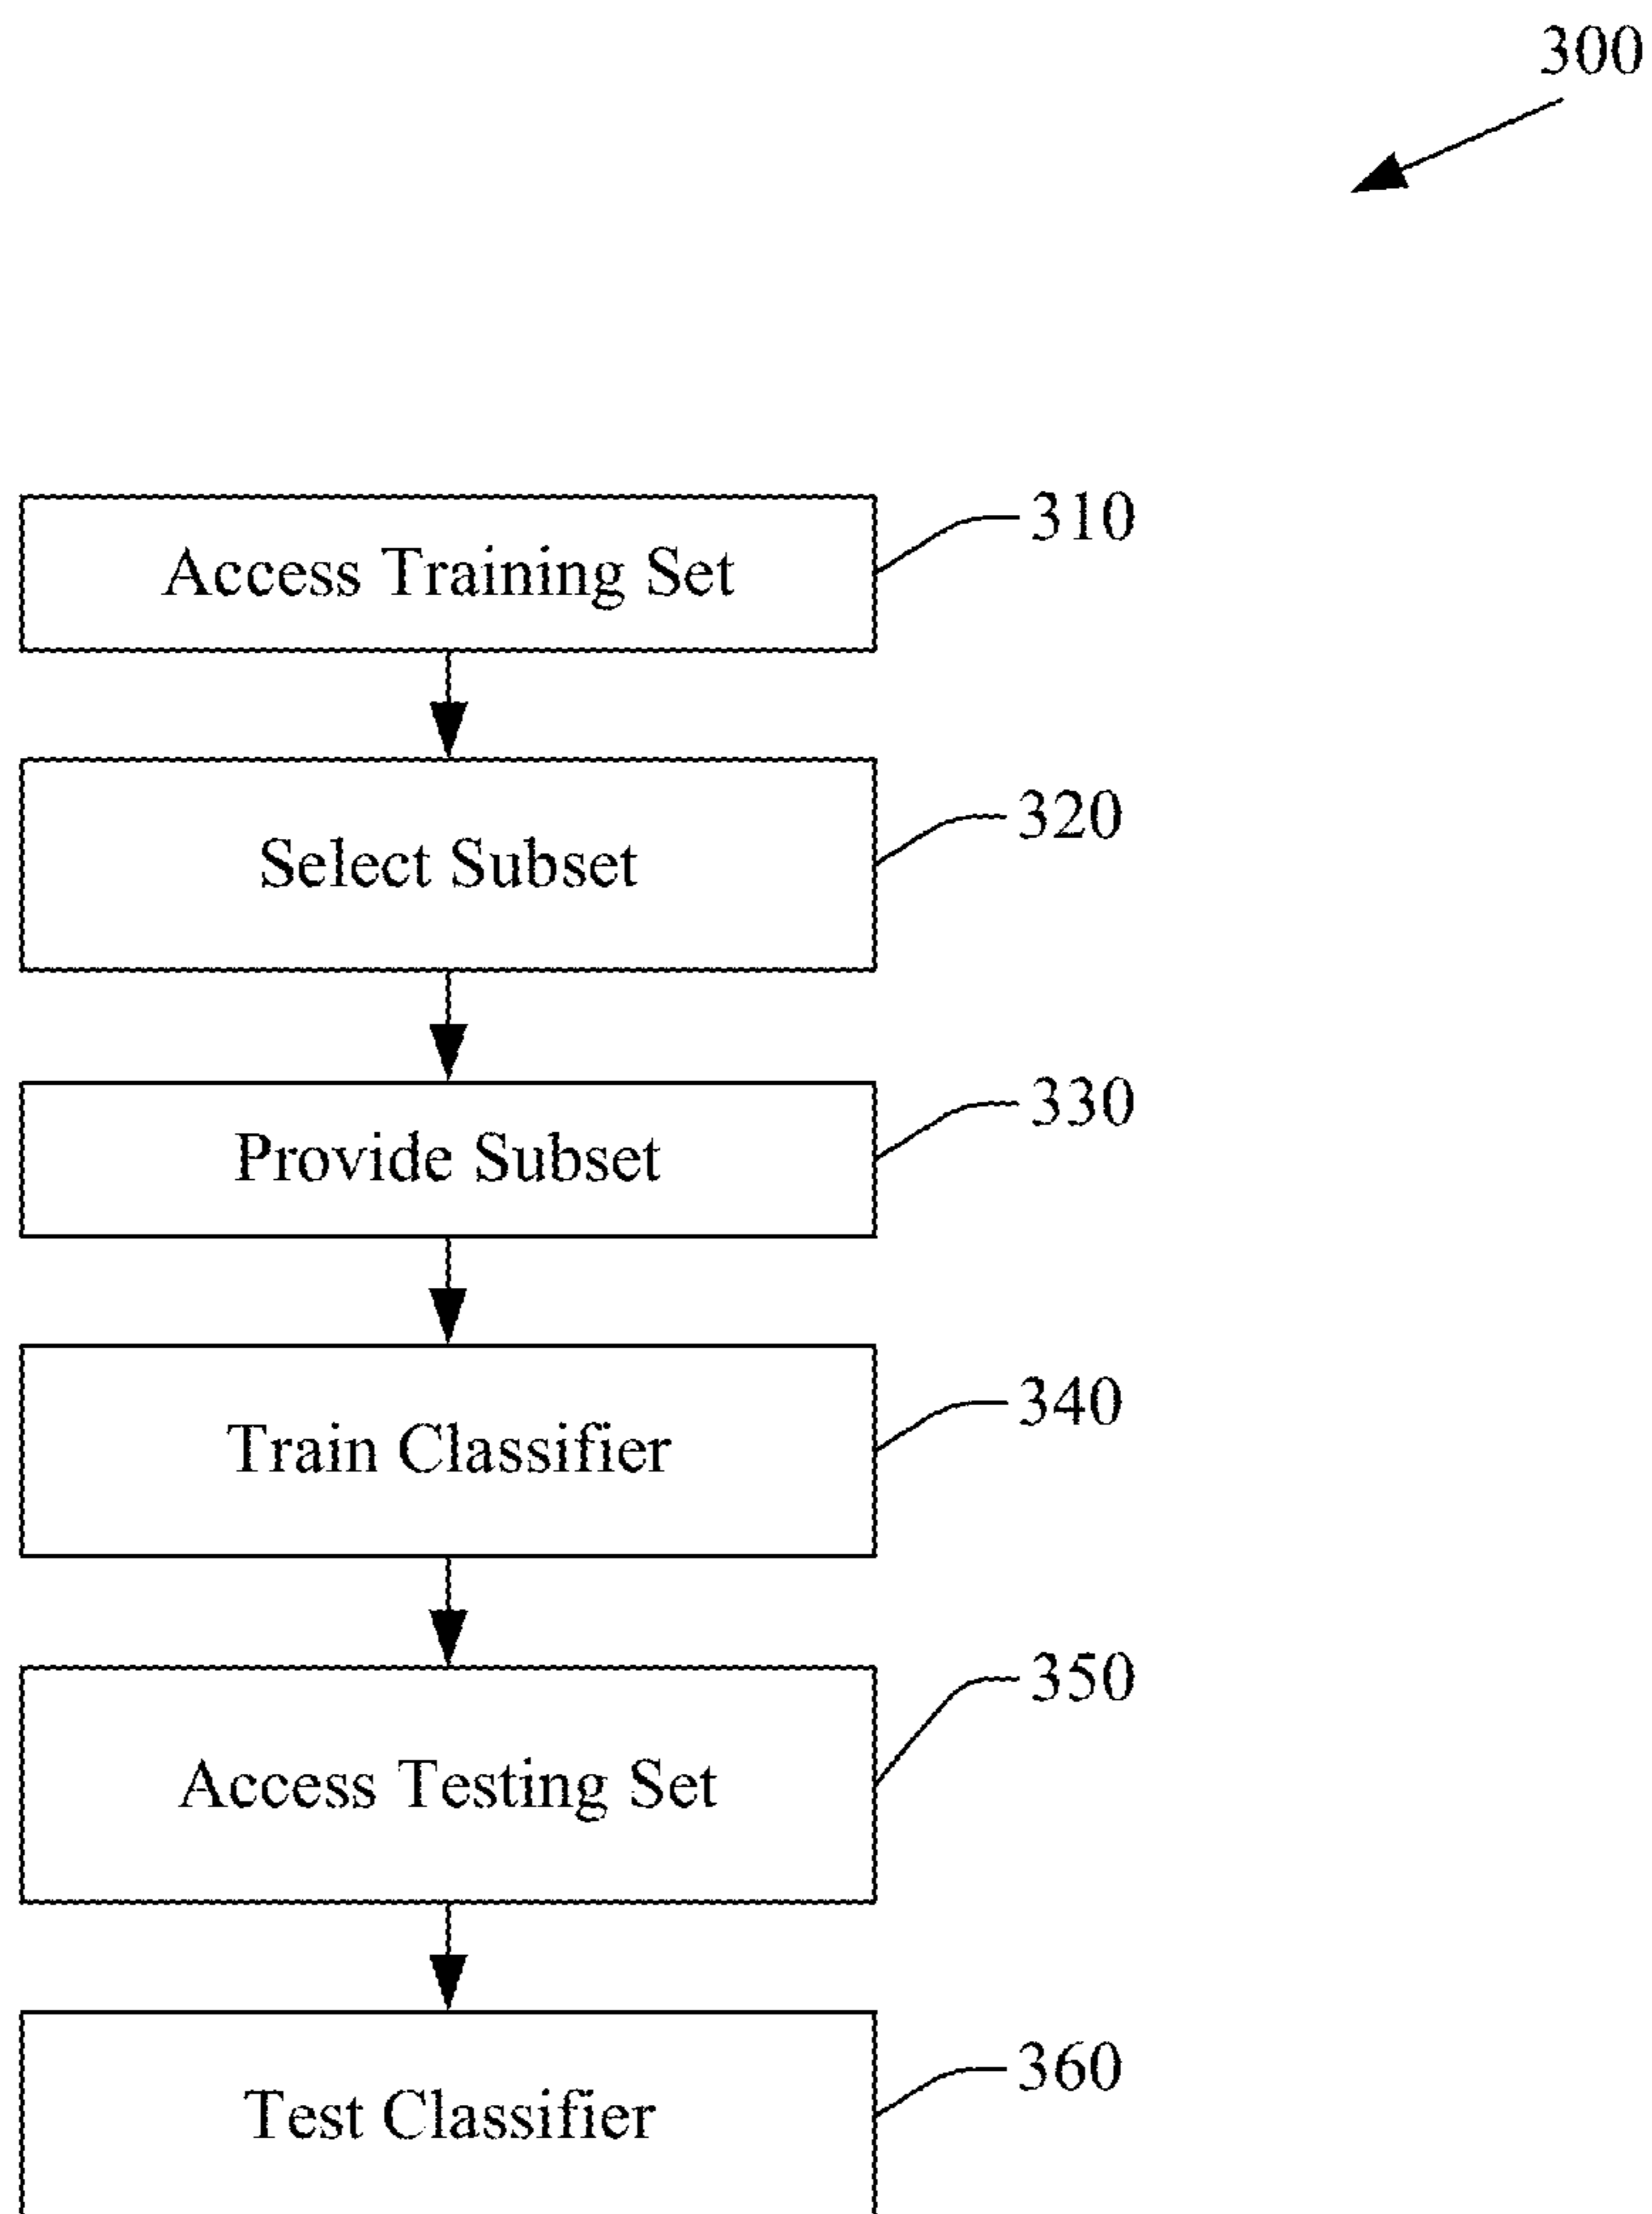 300
Access Training Set
310
Select Subset
320
Provide Subset
330
Train Classifier
340
Access Testing Set
350
Test Classifier
360